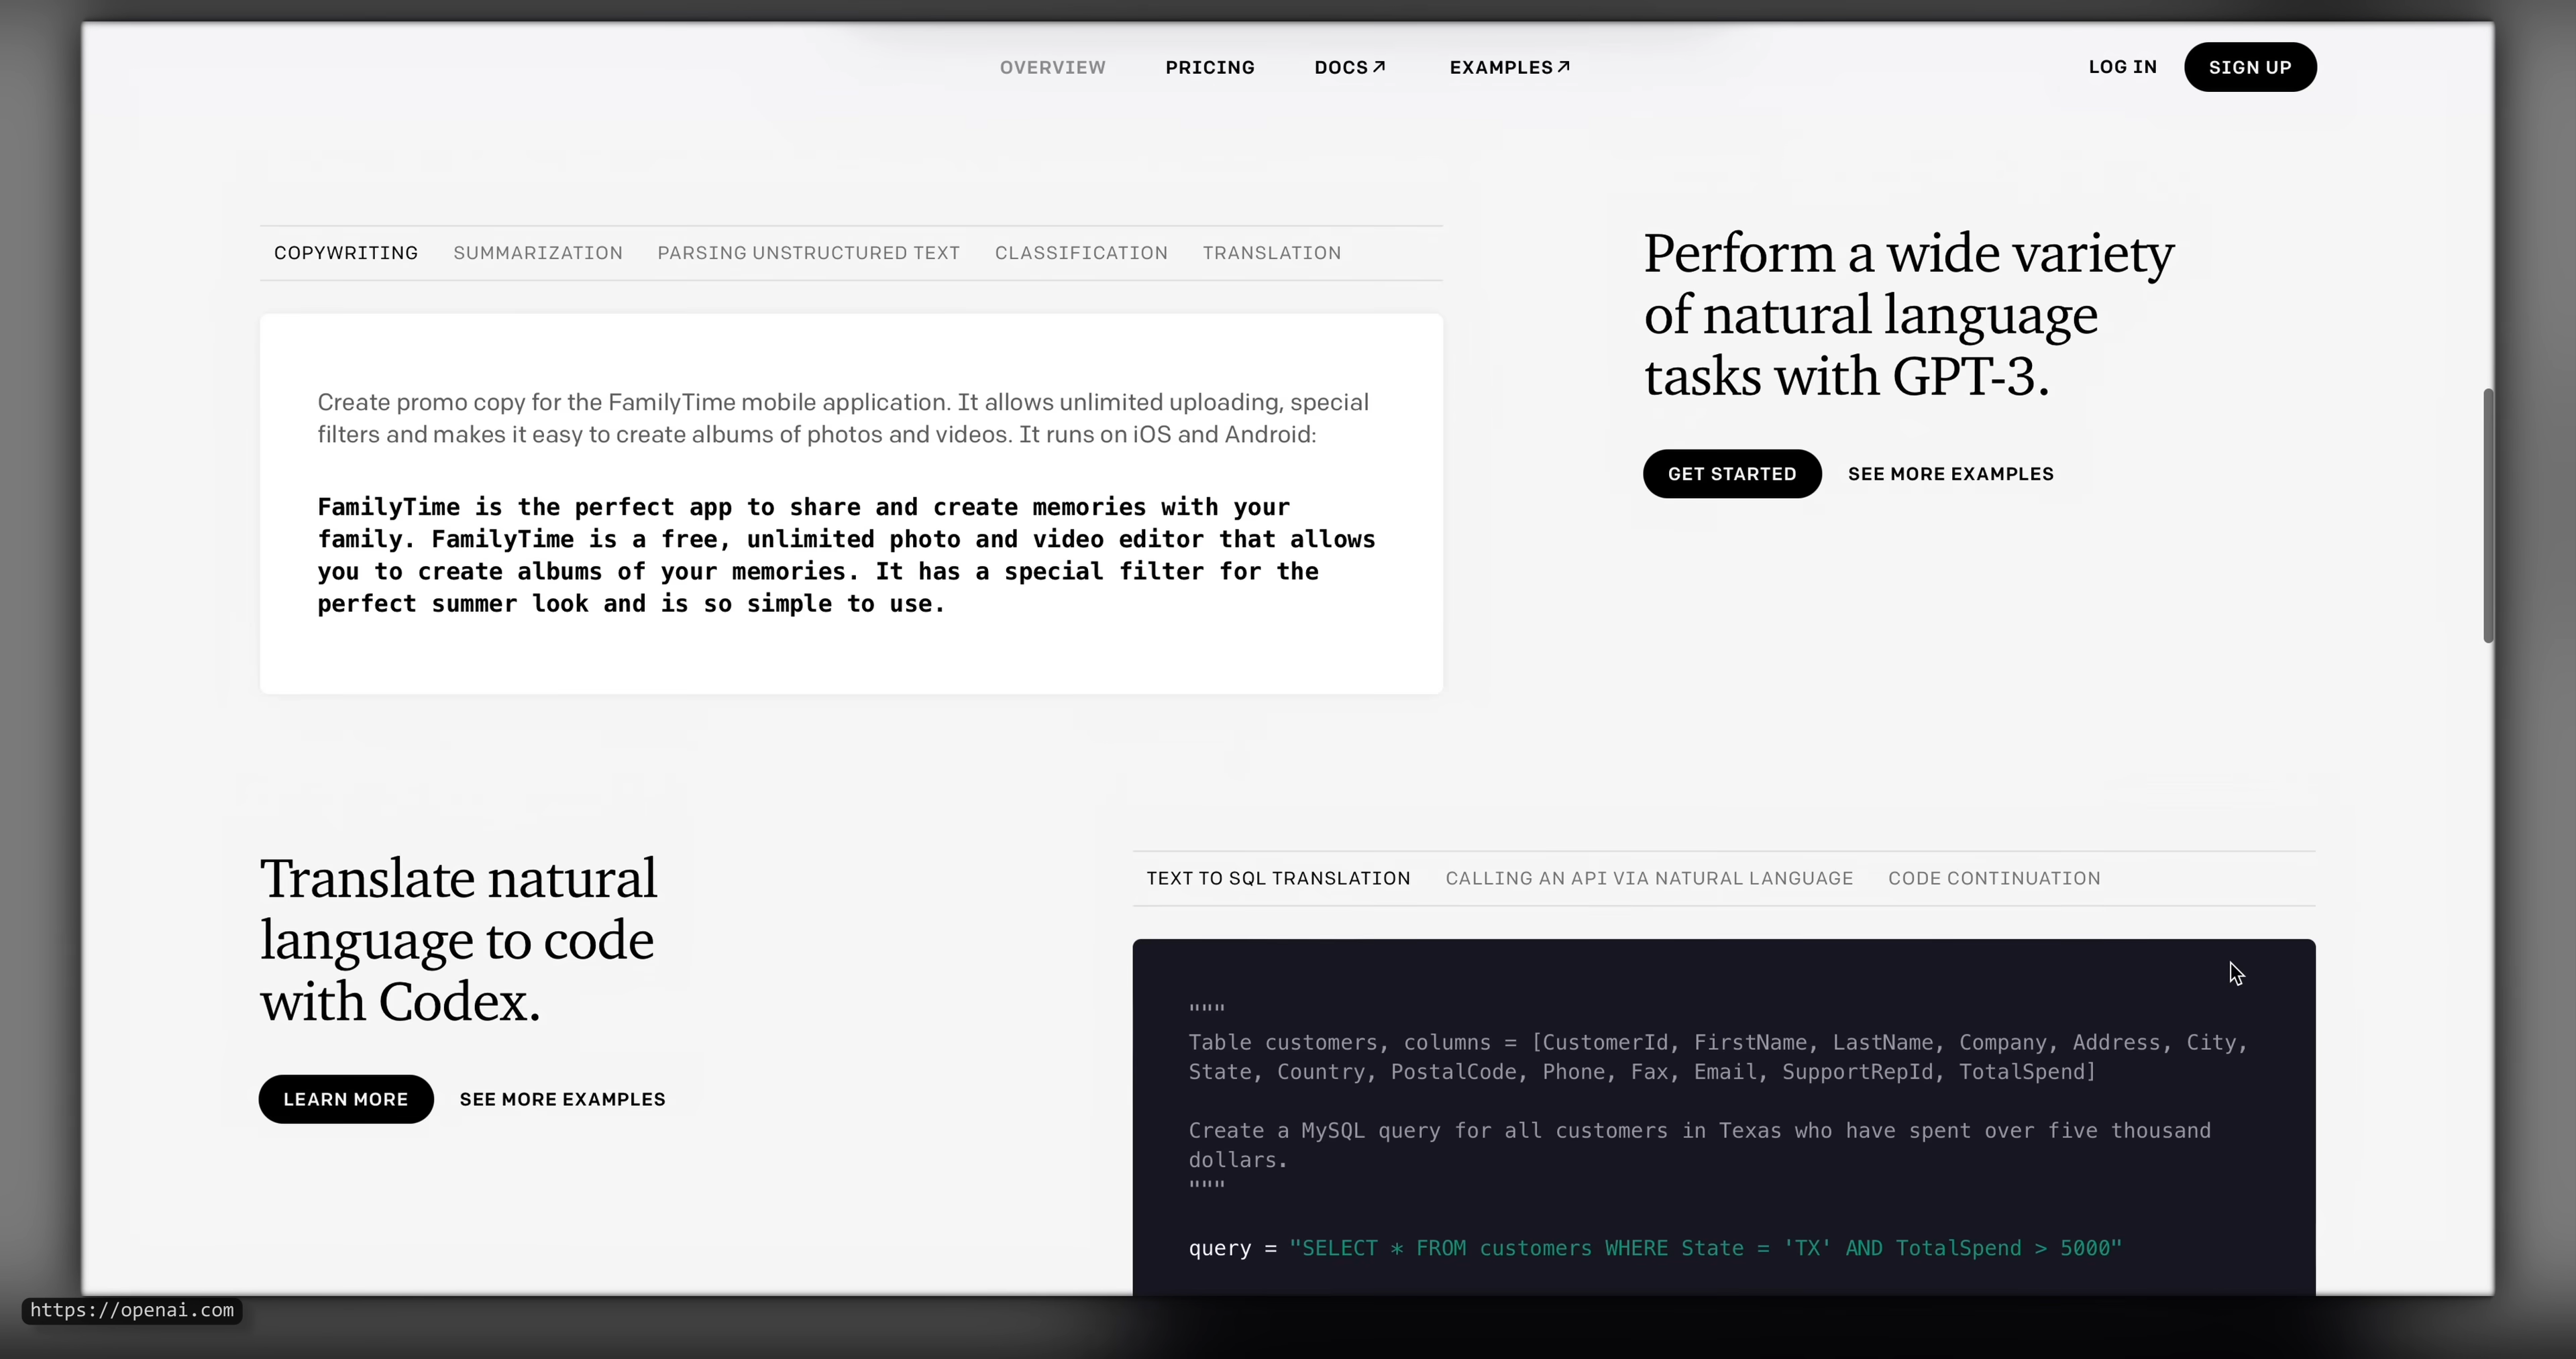 OVERVIEW PRICING DOCS↗ EXAMPLES↗ LOG IN SIGN UP
COPYWRITING SUMMARIZATION PARSING UNSTRUCTURED TEXT CLASSIFICATION TRANSLATION
Create promo copy for the FamilyTime mobile application. It allows unlimited uploading, special
filters and makes it easy to create albums of photos and videos. It runs on iOS and Android:
FamilyTime is the perfect app to share and create memories with your
family. FamilyTime is a free, unlimited photo and video editor that allows
you to create albums of your memories. It has a special filter for the
perfect summer look and is so simple to use.
Perform a wide variety
of natural language
tasks with GPT-3.
GET STARTED SEE MORE EXAMPLES
Translate natural
language to code
with Codex.
LEARN MORE SEE MORE EXAMPLES
TEXT TO SQL TRANSLATION CALLING AN API VIA NATURAL LANGUAGE CODE CONTINUATION
"""
Table customers, columns = [CustomerId, FirstName, LastName, Company, Address, City,
State, Country, PostalCode, Phone, Fax, Email, SupportRepId, TotalSpend]
Create a MySQL query for all customers in Texas who have spent over five thousand
dollars.
"""
query = "SELECT * FROM customers WHERE State = 'TX' AND TotalSpend > 5000"
https://openai.com